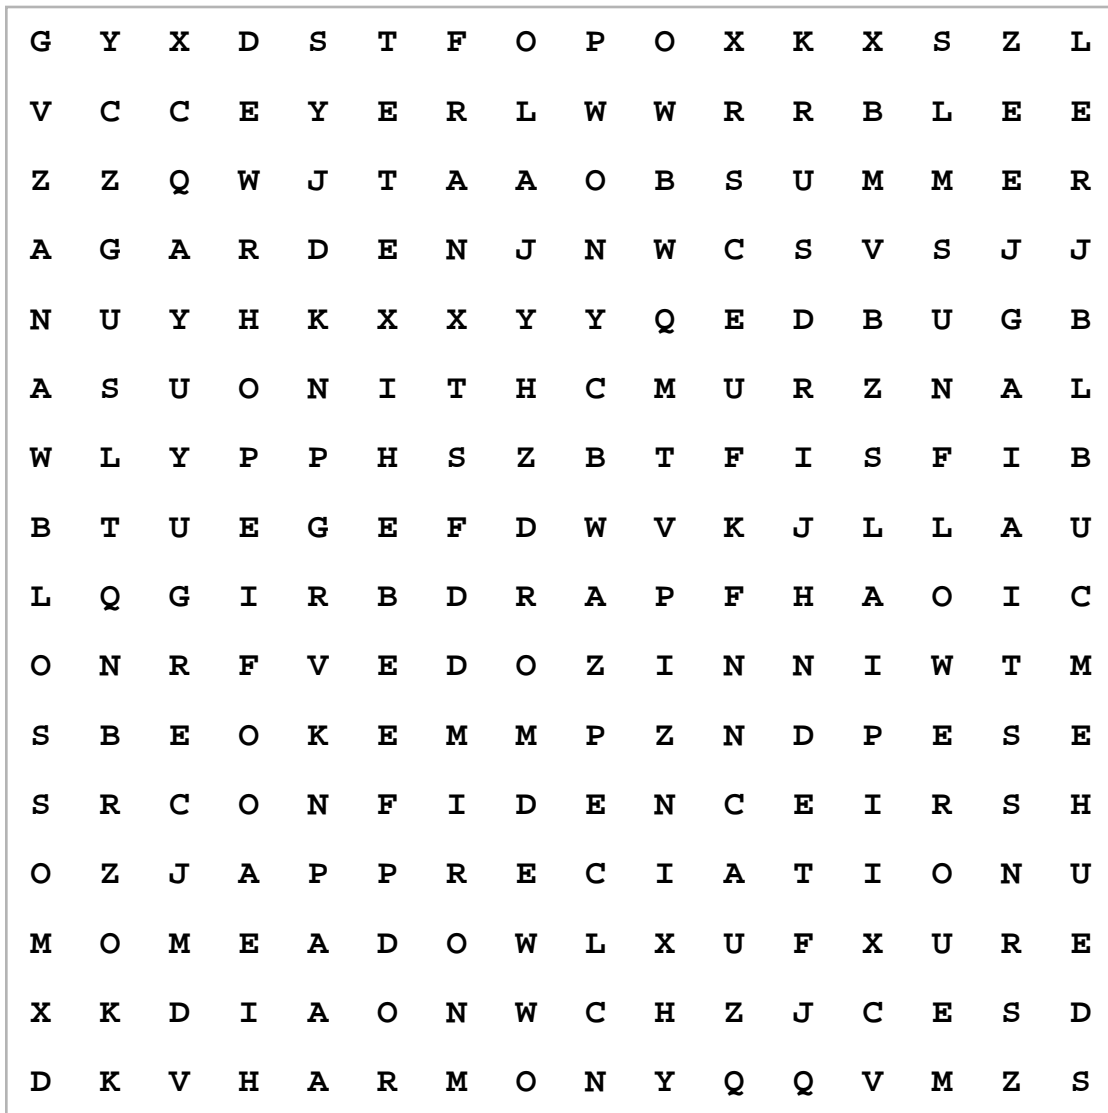 G Y X D S T F O P O X K X S Z L
V C C E Y E R L W W R R B L E E
Z Z Q W J T A A O B S U M M E R
A G A R D E N J N W C S V S J J
N U Y H K X X Y Y Q E D B U G B
A S U O N I T H C M U R Z N A L
W L Y P P H S Z B T F I S F I B
B T U E G E F D W V K J L L A U
L Q G I R B D R A P F H A O I C
O N R F V E D O Z I N N I W T M
S B E O K E M M P Z N D P E S E
S R C O N F I D E N C E I R S H
O Z J A P P R E C I A T I O N U
M O M E A D O W L X U F X U R E
X K D I A O N W C H Z J C E S D
D K V H A R M O N Y Q Q V M Z S